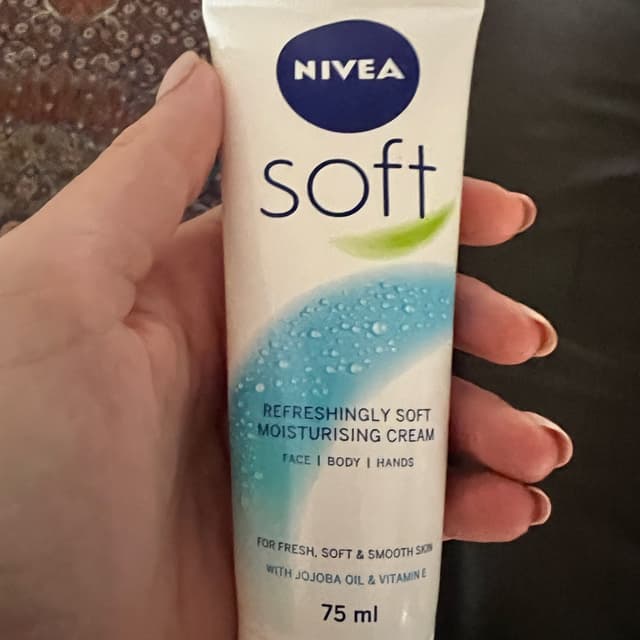 NIVEA
soft
REFRESHINGLY SOFT
MOISTURISING CREAM
FACE | BODY | HANDS
FOR FRESH, SOFT & SMOOTH SKIN
WITH JOJOBA OIL & VITAMIN E
75 ml